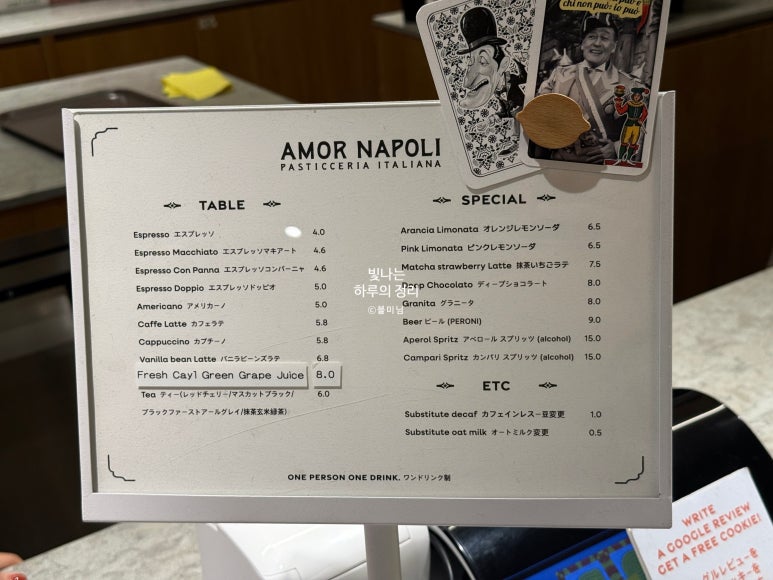 chi non può: io può
AMOR NAPOLI
PASTICCERIA ITALIANA
TABLE
Espresso エスプレッソ 4.0
Espresso Macchiato エスプレッソマキアート 4.6
Espresso Con Panna エスプレッソコンパーニャ 4.6
Espresso Doppio エスプレッソドッピオ 5.0
Americano アメリカーノ 5.0
Caffe Latte カフェラテ 5.8
Cappuccino カプチーノ 5.8
Vanilla bean Latte バニラビーンズラテ 6.8
Fresh Cayl Green Grape Juice 8.0
Tea ティー(レッドチェリー/マスカットブラック/ 6.0
ブラックファーストアールグレイ/抹茶玄米緑茶)
SPECIAL
Arancia Limonata オレンジレモンソーダ 6.5
Pink Limonata ピンクレモンソーダ 6.5
Matcha strawberry Latte 抹茶いちごラテ 7.5
Chocolato ディープショコラート 8.0
Granita グラニータ 8.0
Beer ビール (PERONI) 9.0
Aperol Spritz アペロール スプリッツ (alcohol) 15.0
Campari Spritz カンパリ スプリッツ (alcohol) 15.0
ETC
Substitute decaf カフェインレス一豆変更 1.0
Substitute oat milk オートミルク変更 0.5
빛나는
하루의 정리
©불미남
ONE PERSON ONE DRINK. ワンドリンク制
WRITE
A GOOGLE REVIEW
GET A FREE COOKIE!
グルレビューを